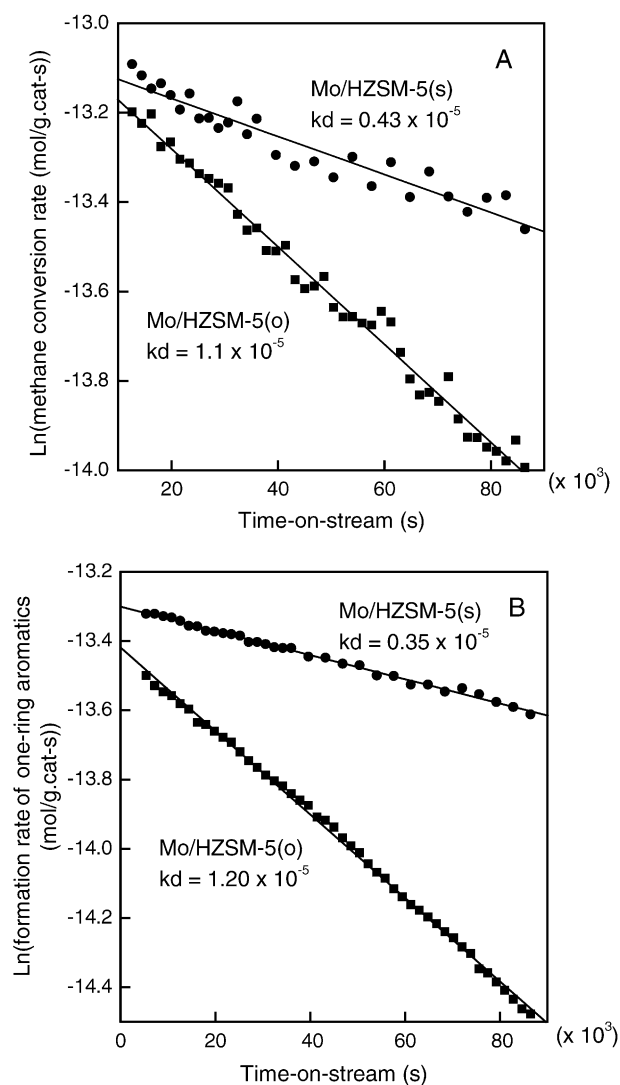 -13.0
A
Mo/HZSM-5(s)
kd = 0.43 x 10-5
-13.2
-13.4
-13.6
Mo/HZSM-5(o)
kd = 1.1 x 10-5
-13.8
-14.0
Ln(methane conversion rate (mol/g.cat-s))
20 40 60 80
(x 103)
Time-on-stream (s)
-13.2
B
Mo/HZSM-5(s)
kd = 0.35 x 10-5
-13.4
-13.6
-13.8
Mo/HZSM-5(o)
kd = 1.20 x 10-5
-14.0
-14.2
-14.4
Ln(formation rate of one-ring aromatics
(mol/g.cat-s))
0 20 40 60 80
(x 103)
Time-on-stream (s)